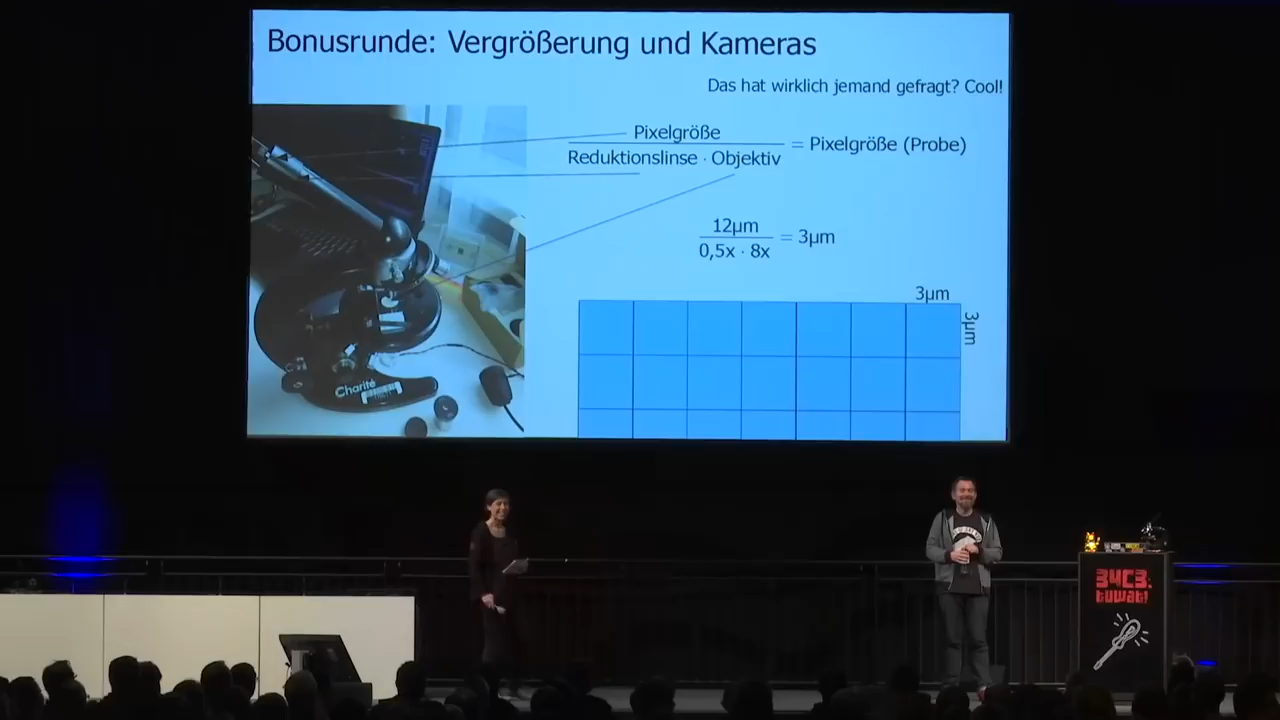 Bonusrunde: Vergrößerung und Kameras
Das hat wirklich jemand gefragt? Cool!
Pixelgröße
Reduktionslinse · Objektiv
= Pixelgröße (Probe)
12µm
0,5x · 8x
= 3µm
3µm
3µm
Charité
34C3:
tuwat!